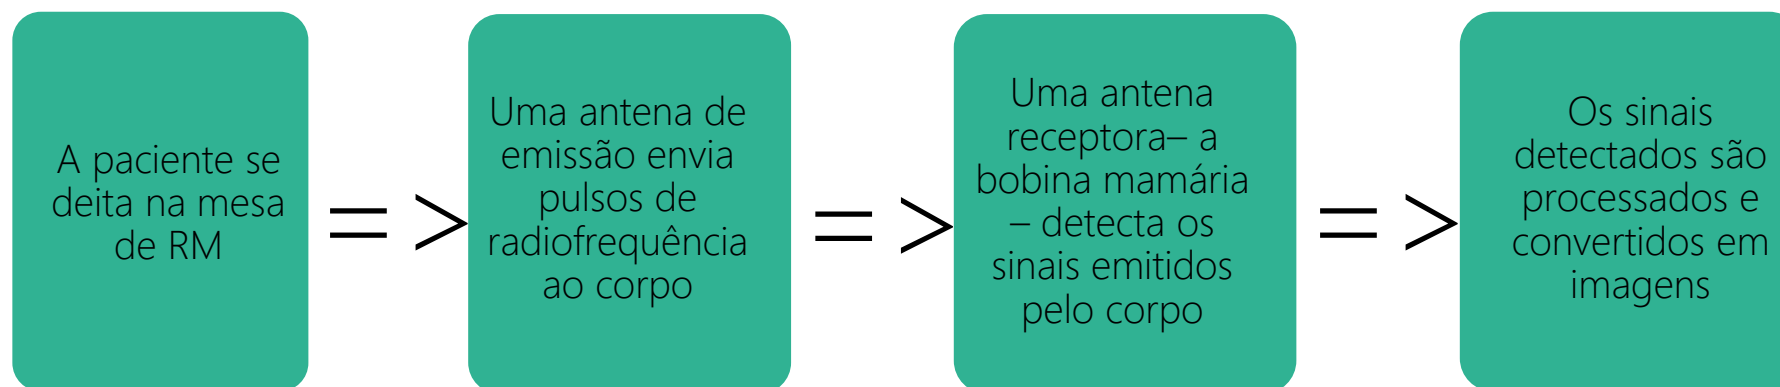 A paciente se
deita na mesa
de RM
= >
Uma antena de
emissão envia
pulsos de
radiofrequência
ao corpo
= >
Uma antena
receptora– a
bobina mamária
– detecta os
sinais emitidos
pelo corpo
= >
Os sinais
detectados são
processados e
convertidos em
imagens